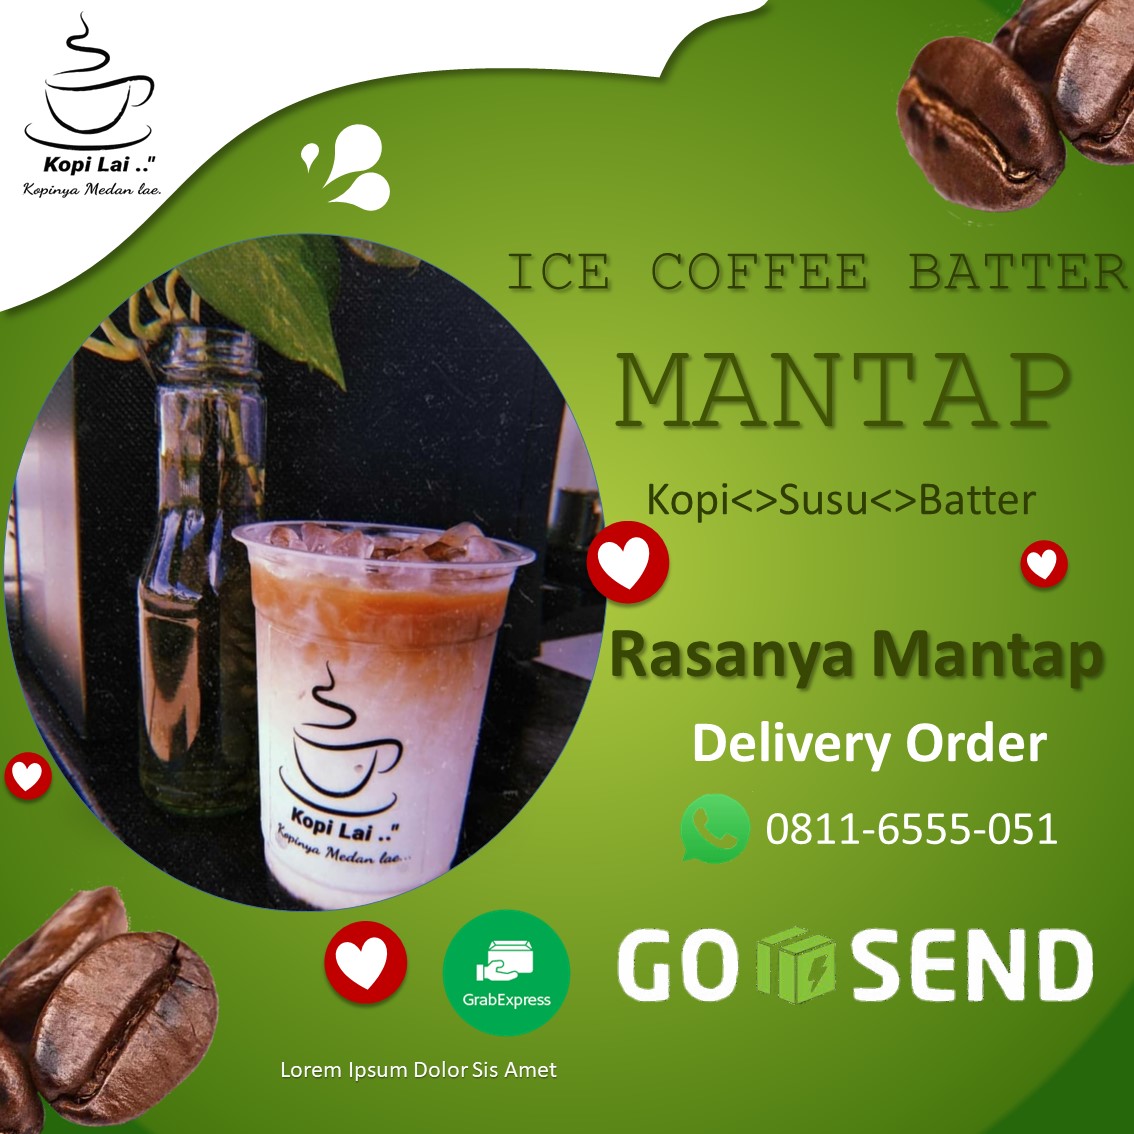 Kopi Lai .."
Kopinya Medan lae.
ICE COFFEE BATTER
MANTAP
Kopi<>Susu<>Batter
Rasanya Mantap
Delivery Order
0811-6555-051
Kopi Lai .."
Kopinya Medan lae...
GrabExpress
GO SEND
Lorem Ipsum Dolor Sis Amet